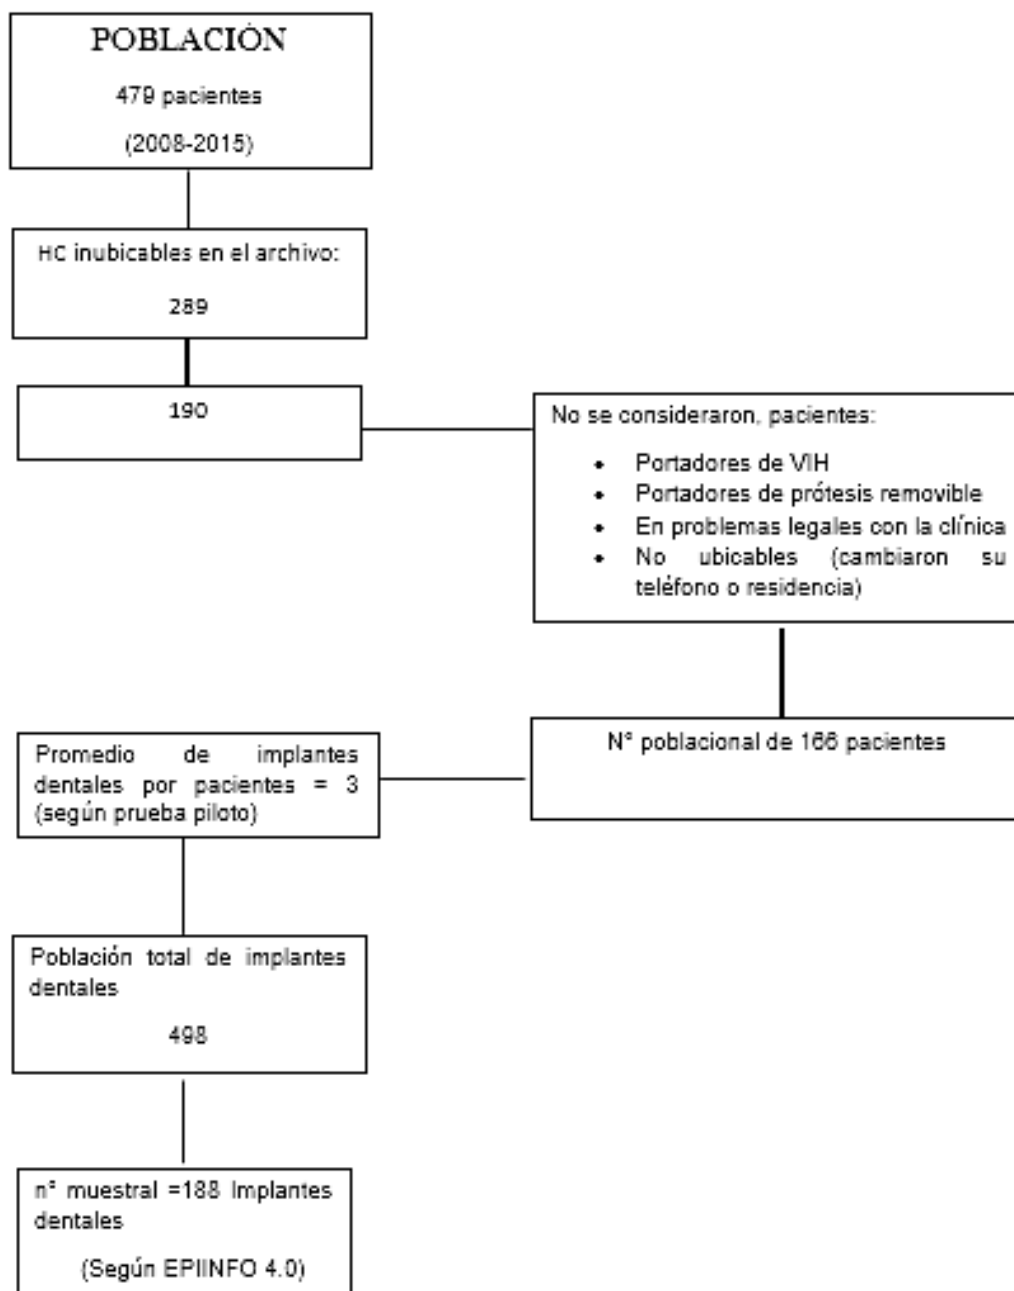 POBLACIÓN
479 pacientes
(2008-2015)
HC inubicables en el archivo:
289
190
No se consideraron, pacientes:
• Portadores de VIH
• Portadores de prótesis removible
• En problemas legales con la clínica
• No ubicables (cambiaron su
teléfono o residencia)
N° poblacional de 166 pacientes
Promedio de implantes
dentales por pacientes = 3
(según prueba piloto)
Población total de implantes
dentales
498
n° muestral =188 Implantes
dentales
(Según EPIINFO 4.0)